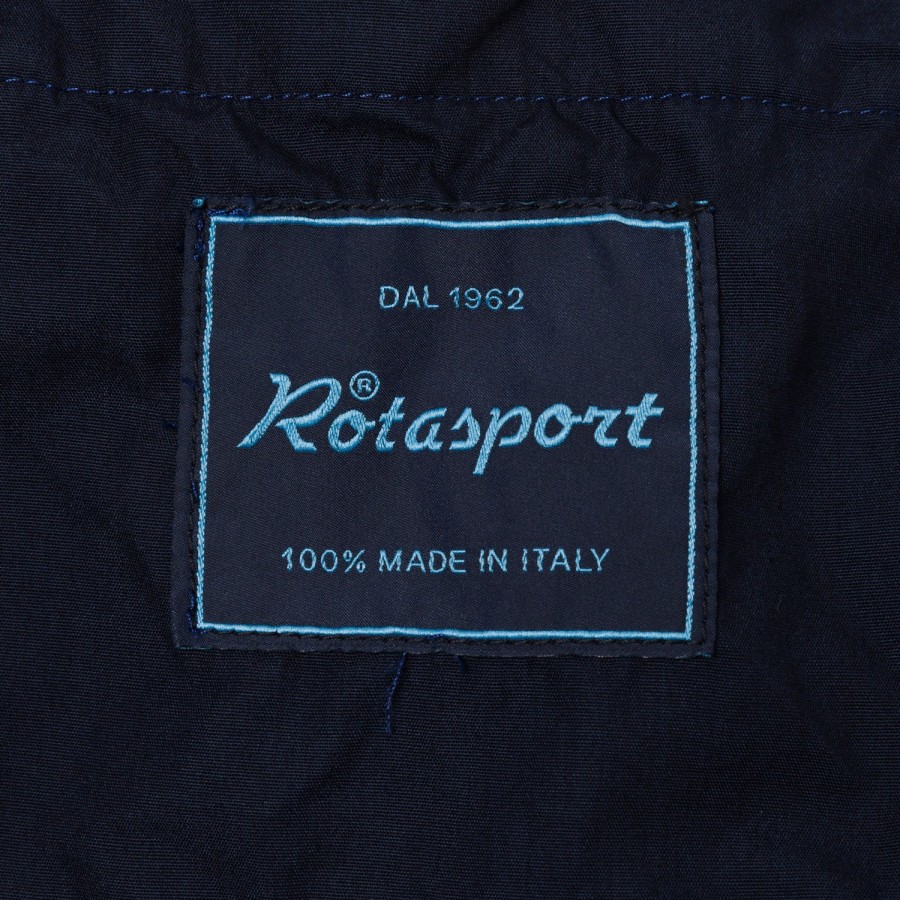 DAL 1962
Rotasport®
100% MADE IN ITALY